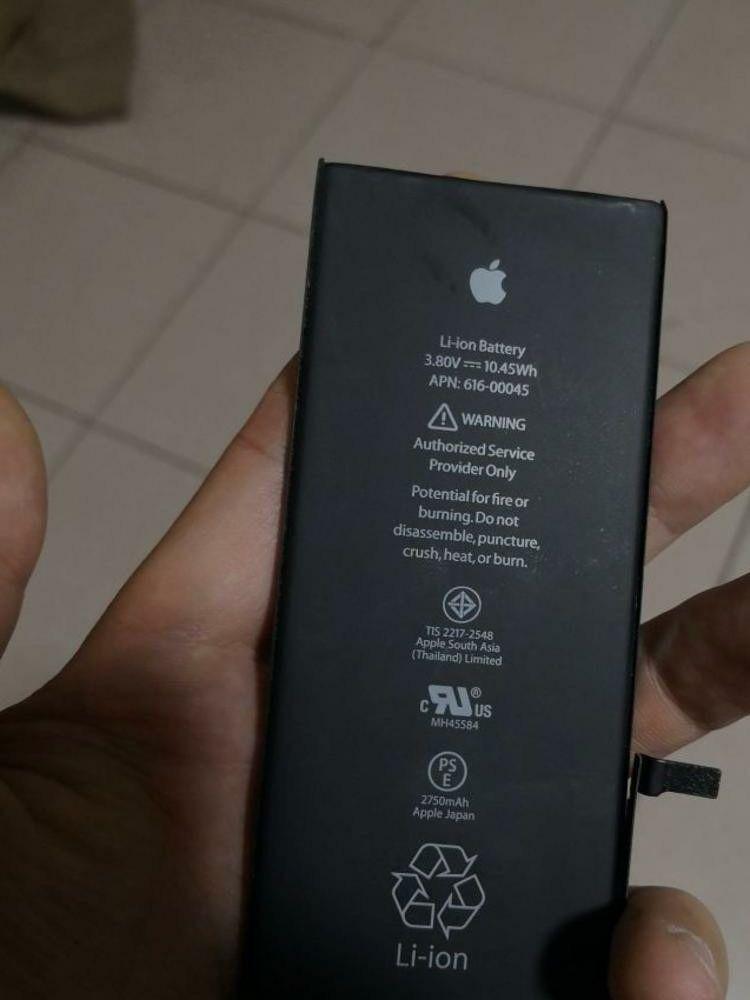 Li-ion Battery
3.80V ⎓ 10.45Wh
APN: 616-00045
WARNING
Authorized Service
Provider Only
Potential for fire or
burning. Do not
disassemble, puncture,
crush, heat, or burn.
TIS 2217-2548
Apple South Asia
(Thailand) Limited
c RU ® US
MH45584
PS
E
2750mAh
Apple Japan
Li-ion